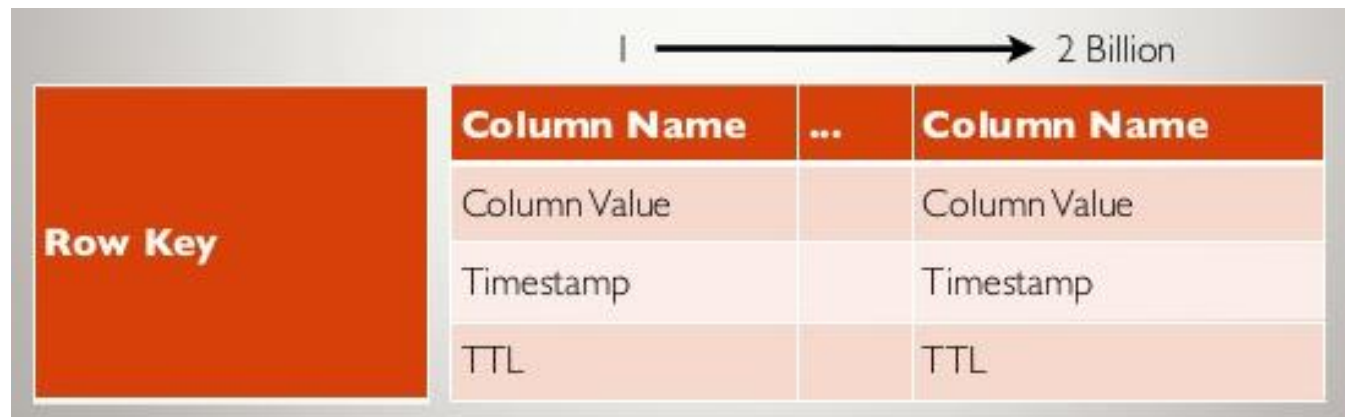 1 2 Billion
Column Name ... Column Name
Column Value Column Value
Row Key
Timestamp Timestamp
TTL TTL